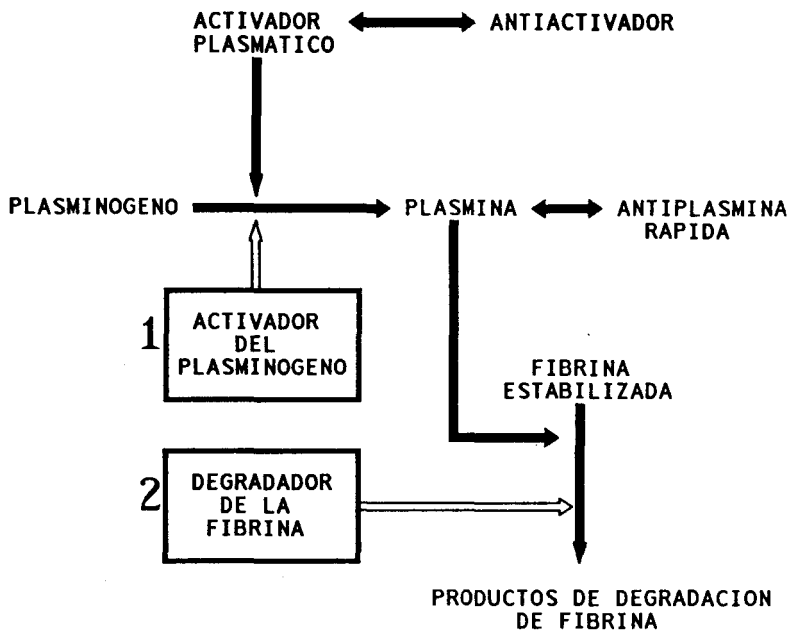 ACTIVADOR
PLASMATICO
ANTIACTIVADOR
PLASMINOGENO
PLASMINA
ANTIPLASMINA
RAPIDA
1
ACTIVADOR
DEL
PLASMINOGENO
FIBRINA
ESTABILIZADA
2
DEGRADADOR
DE LA
FIBRINA
PRODUCTOS DE DEGRADACION
DE FIBRINA